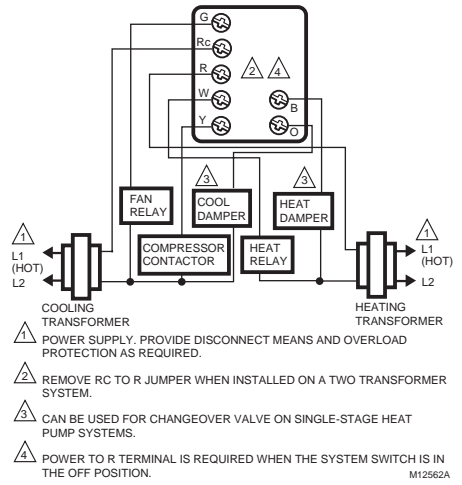 G
Rc
R
W
Y
2 4
B
O
3
3
FAN
RELAY
COOL
DAMPER
HEAT
DAMPER
COMPRESSOR
CONTACTOR
HEAT
RELAY
1
L1
(HOT)
L2
1
L1
(HOT)
L2
COOLING
TRANSFORMER
HEATING
TRANSFORMER
1 POWER SUPPLY. PROVIDE DISCONNECT MEANS AND OVERLOAD
PROTECTION AS REQUIRED.
2 REMOVE RC TO R JUMPER WHEN INSTALLED ON A TWO TRANSFORMER
SYSTEM.
3 CAN BE USED FOR CHANGEOVER VALVE ON SINGLE-STAGE HEAT
PUMP SYSTEMS.
4 POWER TO R TERMINAL IS REQUIRED WHEN THE SYSTEM SWITCH IS IN
THE OFF POSITION.
M12562A